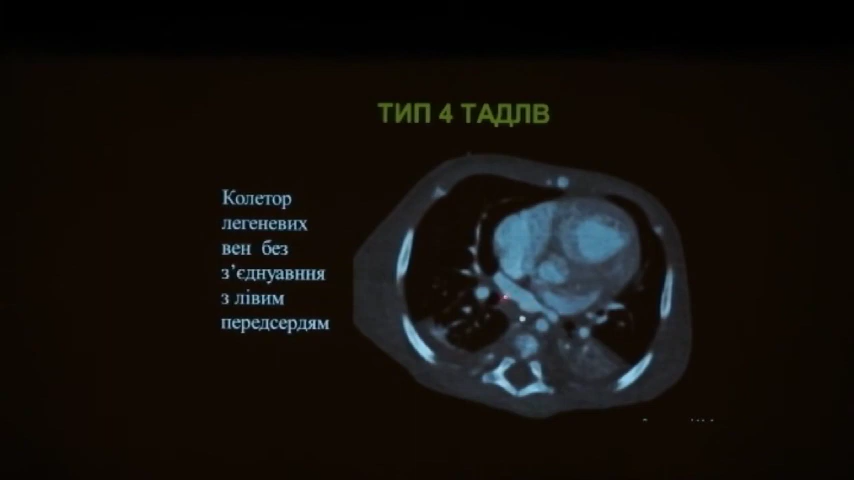 ТИП 4 ТАДЛВ
Колетор
легеневих
вен без
з’єднуавння
з лівим
передсердям